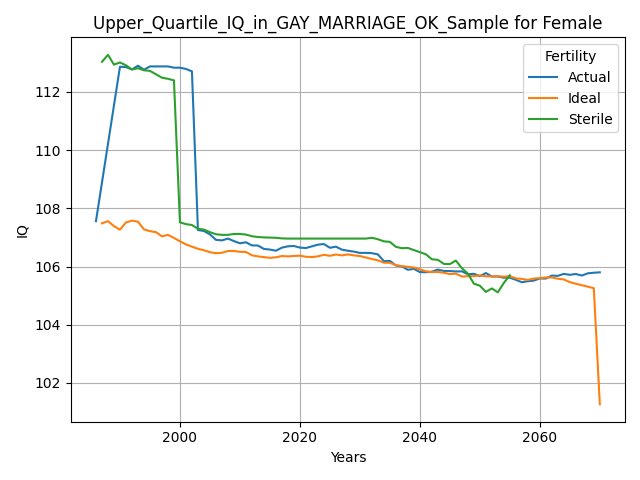 Upper_Quartile_IQ_in_GAY_MARRIAGE_OK_Sample for Female
Fertility
Actual
Ideal
Sterile
112
110
108
106
104
102
IQ
2000
2020
2040
2060
Years